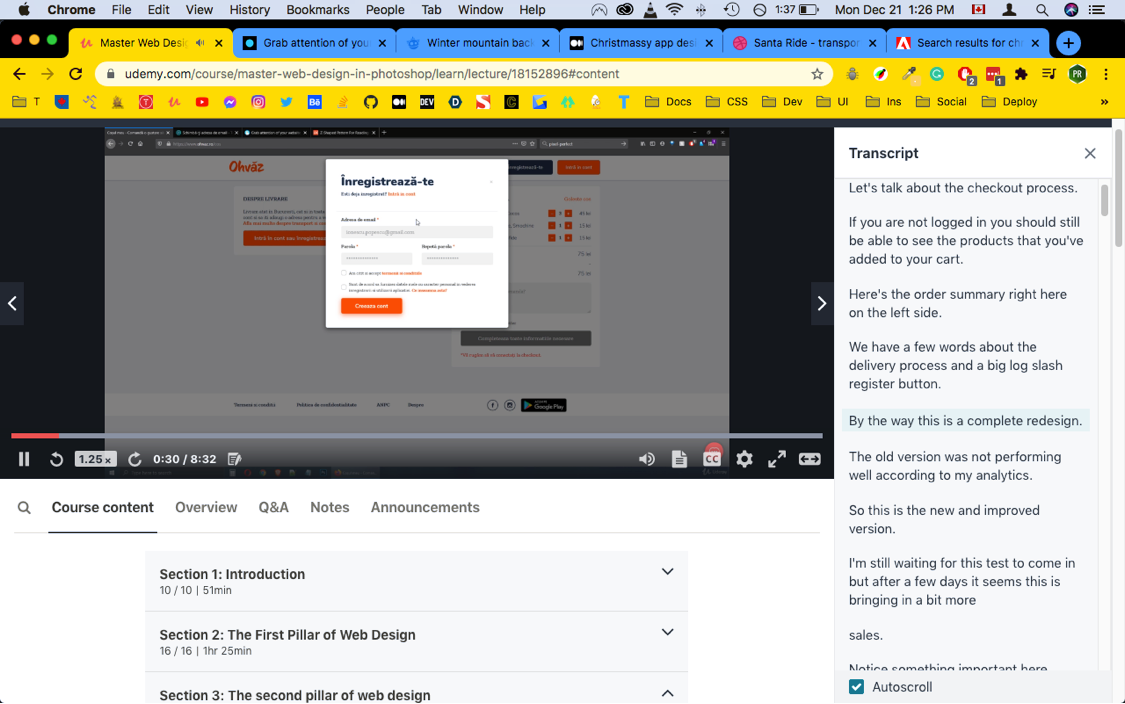 Chrome File Edit View History Bookmarks People Tab Window Help 1:37 Mon Dec 21 1:26 PM
Master Web Desi
Grab attention of you
Winter mountain back
Christmassy app des
Santa Ride - transpor
Search results for ch
udemy.com/course/master-web-design-in-photoshop/learn/lecture/18152896#content
T Docs CSS Dev UI Ins Social Deploy »
Ohvăz
Înregistrează-te
Ești deja înregistrat? Intră în cont
DESPRE LIVRARE
Adresa de email *
Parola * Repetă parola *
Creează cont
Termeni si conditii Politica de confidentialitate ANPC Despre
Google Play
1.25x 0:30 / 8:32 CC
Transcript
Let's talk about the checkout process.
If you are not logged in you should still
be able to see the products that you've
added to your cart.
Here's the order summary right here
on the left side.
We have a few words about the
delivery process and a big log slash
register button.
By the way this is a complete redesign.
The old version was not performing
well according to my analytics.
So this is the new and improved
version.
I'm still waiting for this test to come in
but after a few days it seems this is
bringing in a bit more
sales.
Notice something important here
Autoscroll
Course content Overview Q&A Notes Announcements
Section 1: Introduction
10 / 10 | 51min
Section 2: The First Pillar of Web Design
16 / 16 | 1hr 25min
Section 3: The second pillar of web design